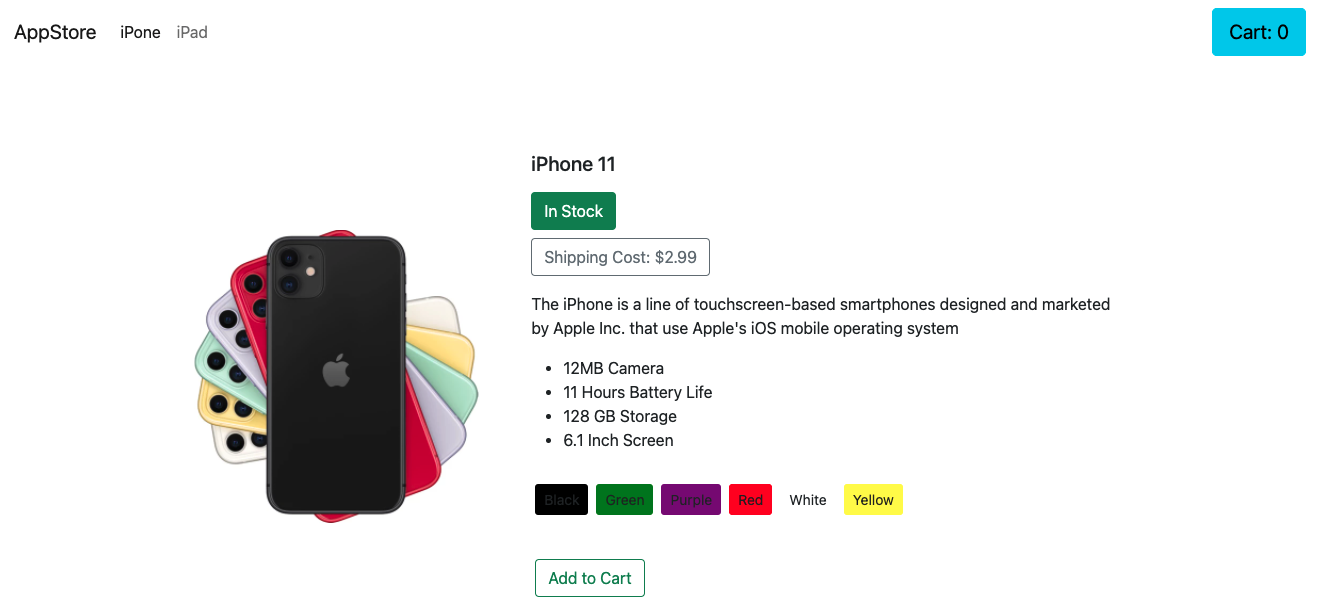 AppStore iPone iPad Cart: 0
iPhone 11
In Stock
Shipping Cost: $2.99
The iPhone is a line of touchscreen-based smartphones designed and marketed
by Apple Inc. that use Apple's iOS mobile operating system
12MB Camera
11 Hours Battery Life
128 GB Storage
6.1 Inch Screen
Black Green Purple Red White Yellow
Add to Cart